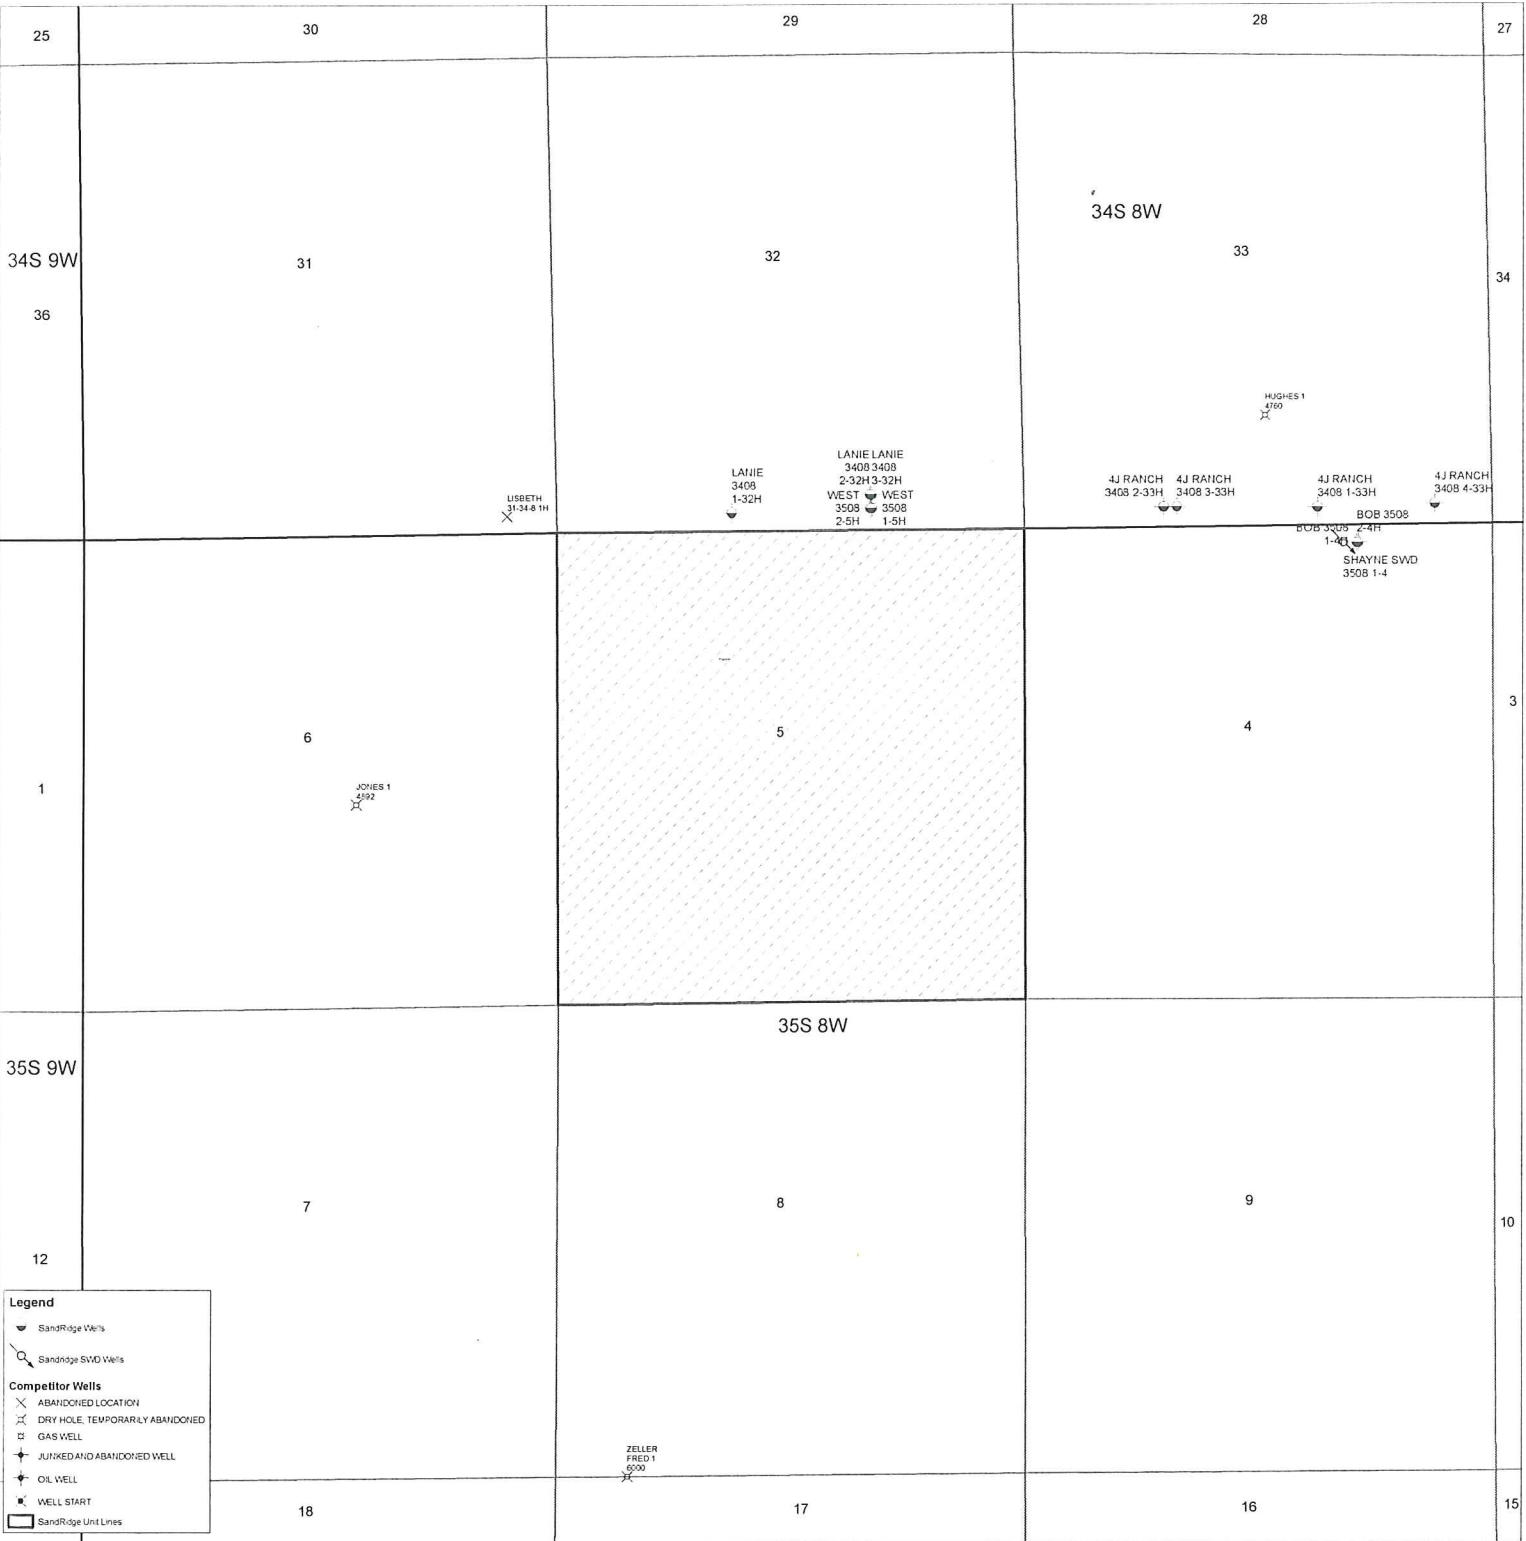 25
30
29
28
27
34S 8W
34S 9W
31
32
33
34
36
HUGHES 1
4760
LANIE LANIE
3408 3408
2-32H 3-32H
WEST WEST
3508 3508
2-5H 1-5H
LANIE
3408
1-32H
LISBETH
31-34-8 1H
4J RANCH
3408 2-33H
4J RANCH
3408 3-33H
4J RANCH
3408 1-33H
4J RANCH
3408 4-33H
BOB 3508
2-4H
BOB 3508
1-4H
SHAYNE SWD
3508 1-4
6
5
4
3
1
JONES 1
4892
35S 8W
35S 9W
7
8
9
10
12
Legend
SandRidge Wells
Sandridge SWD Wells
Competitor Wells
ABANDONED LOCATION
DRY HOLE, TEMPORARILY ABANDONED
GAS WELL
JUNKED AND ABANDONED WELL
OIL WELL
WELL START
SandRidge Unit Lines
ZELLER
FRED 1
6000
18
17
16
15